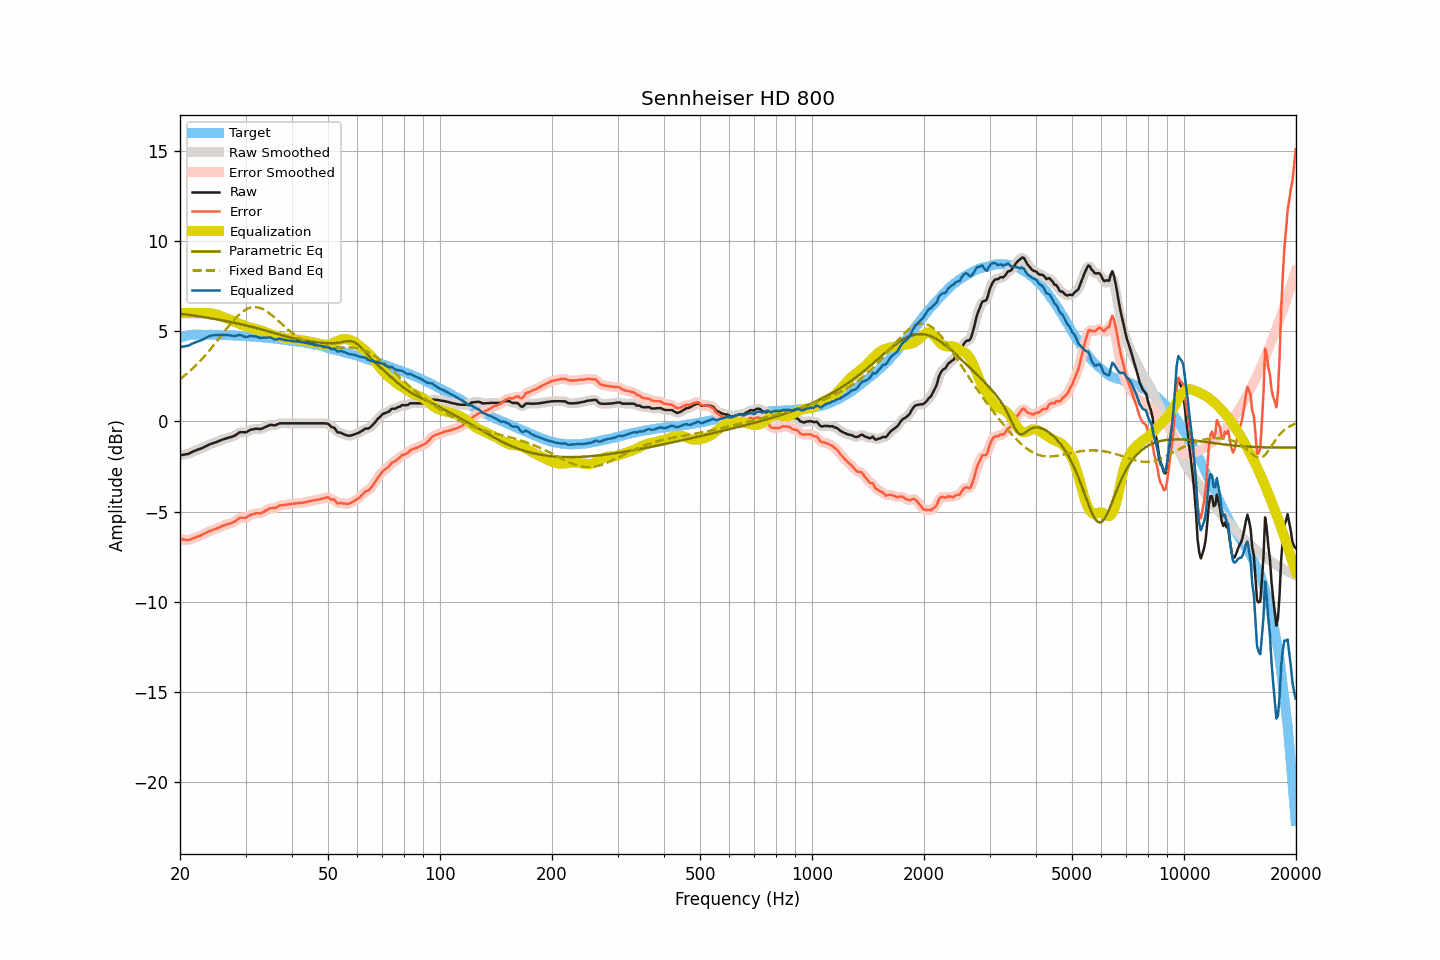 Sennheiser HD 800
Target
Raw Smoothed
Error Smoothed
Raw
Error
Equalization
Parametric Eq
Fixed Band Eq
Equalized
Amplitude (dBr)
15
10
5
0
−5
−10
−15
−20
20 50 100 200 500 1000 2000 5000 10000 20000
Frequency (Hz)